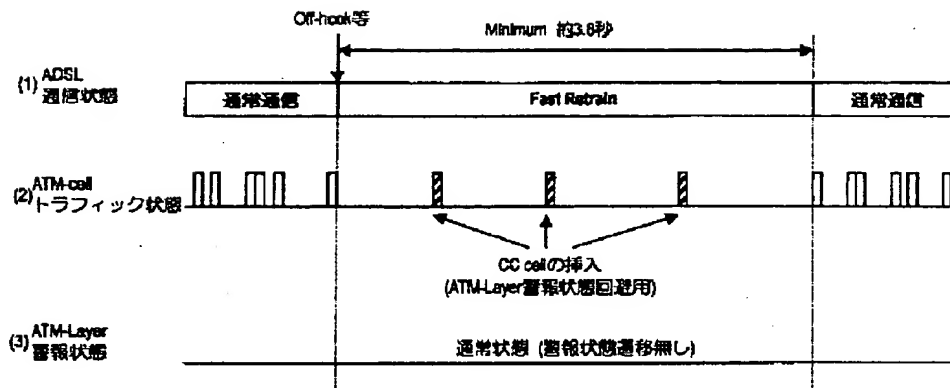 Off-hook等
Minimum 約3.8秒
(1) ADSL
通信状態
通常通信
Fast Retrain
通常通信
(2) ATM-cell
トラフィック状態
CC cellの挿入
(ATM-Layer警報状態回避用)
(3) ATM-Layer
警報状態
通常状態 (警報状態遷移無し)